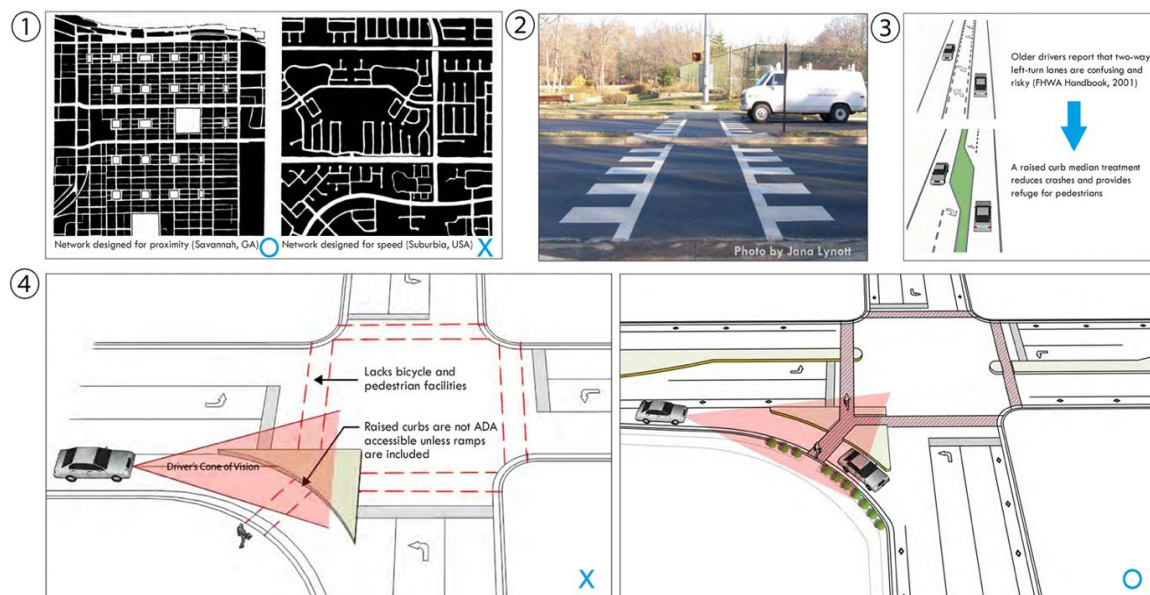 ①
Network designed for proximity (Savannah, GA)
O
Network designed for speed (Suburbia, USA)
X
②
Photo by Jana Lynott
③
Older drivers report that two-way
left-turn lanes are confusing and
risky (FHWA Handbook, 2001)
A raised curb median treatment
reduces crashes and provides
refuge for pedestrians
④
Lacks bicycle and
pedestrian facilities
Raised curbs are not ADA
accessible unless ramps
are included
Driver's Cone of Vision
X
O